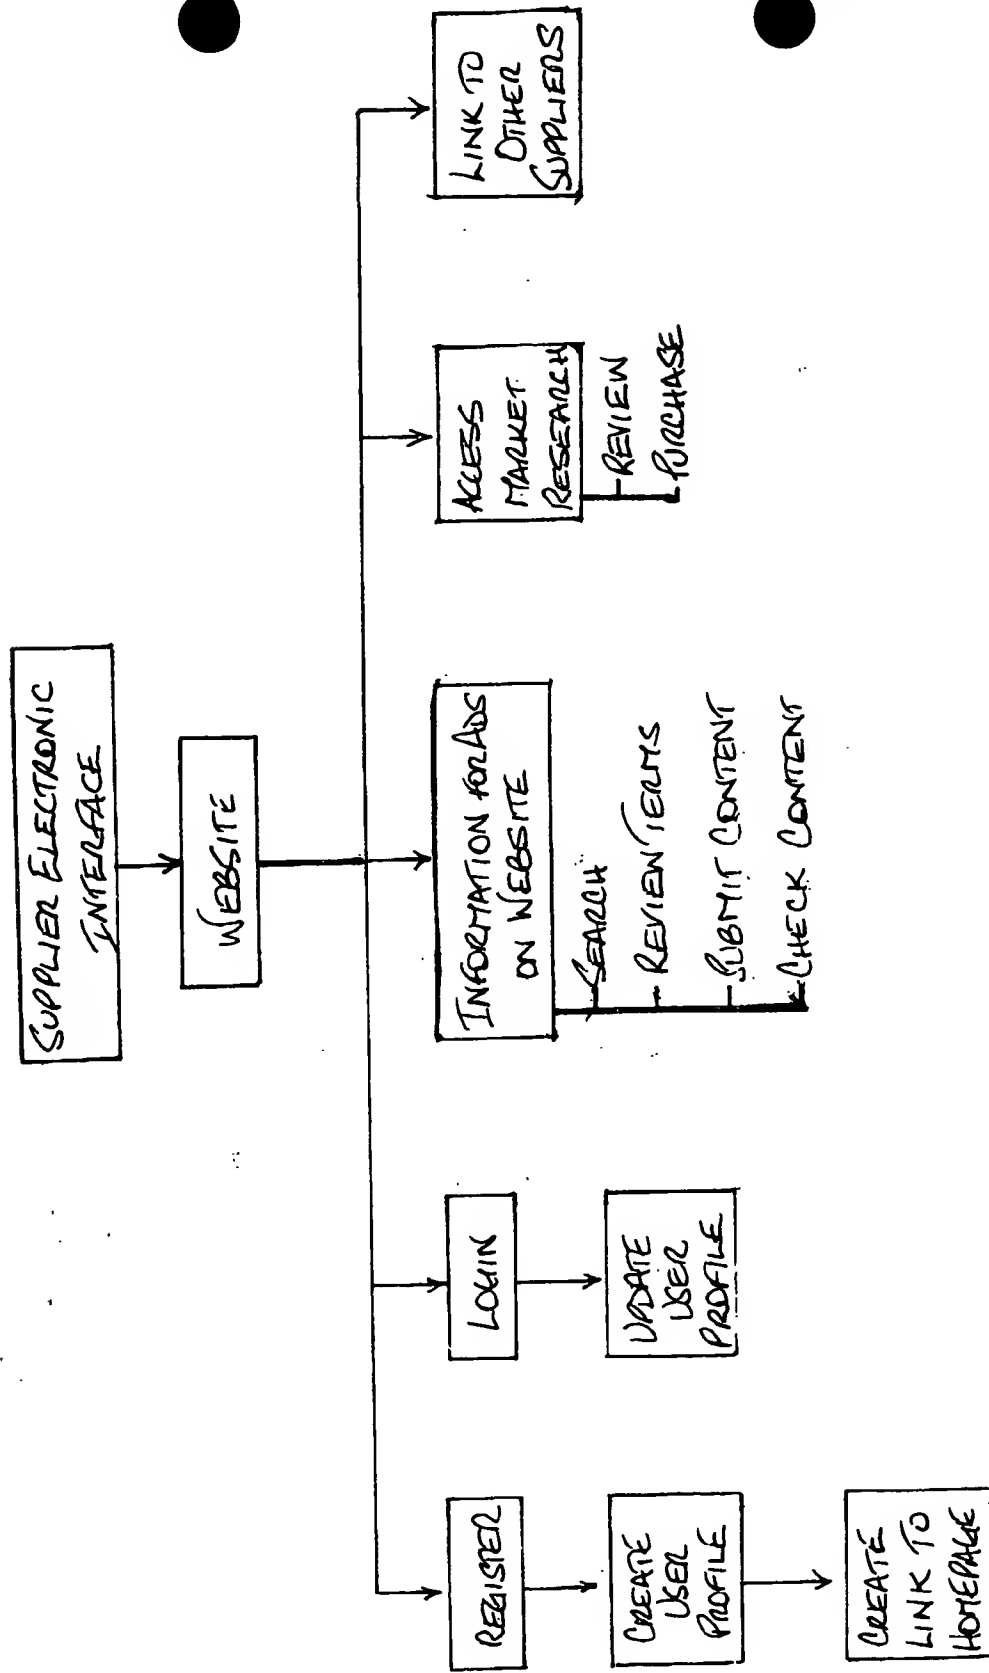 SUPPLIER ELECTRONIC
INTERFACE
WEBSITE
REGISTER
CREATE
USER
PROFILE
CREATE
LINK TO
HOMEPAGE
LOGIN
UPDATE
USER
PROFILE
INFORMATION FOR ADS
ON WEBSITE
SEARCH
REVIEW TERMS
SUBMIT CONTENT
CHECK CONTENT
ACCESS
MARKET
RESEARCH
REVIEW
PURCHASE
LINK TO
OTHER
SUPPLIERS